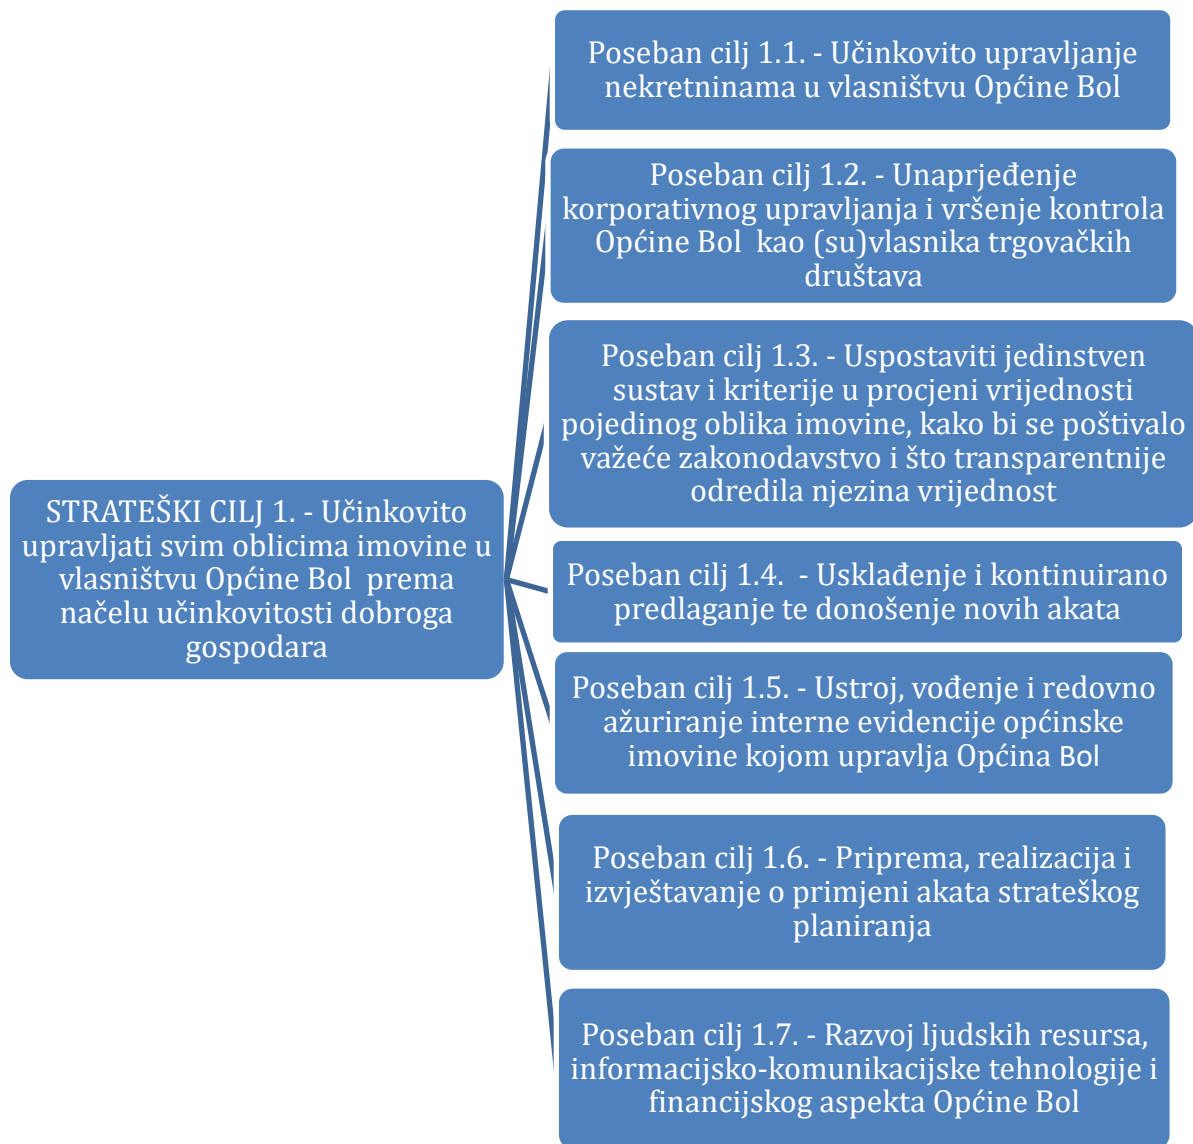 STRATEŠKI CILJ 1. - Učinkovito
upravljati svim oblicima imovine u
vlasništvu Općine Bol  prema
načelu učinkovitosti dobroga
gospodara
Poseban cilj 1.1. - Učinkovito upravljanje
nekretninama u vlasništvu Općine Bol
Poseban cilj 1.2. - Unaprjeđenje
korporativnog upravljanja i vršenje kontrola
Općine Bol  kao (su)vlasnika trgovačkih
društava
Poseban cilj 1.3. - Uspostaviti jedinstven
sustav i kriterije u procjeni vrijednosti
pojedinog oblika imovine, kako bi se poštivalo
važeće zakonodavstvo i što transparentnije
odredila njezina vrijednost
Poseban cilj 1.4.  - Usklađenje i kontinuirano
predlaganje te donošenje novih akata
Poseban cilj 1.5. - Ustroj, vođenje i redovno
ažuriranje interne evidencije općinske
imovine kojom upravlja Općina Bol
Poseban cilj 1.6. - Priprema, realizacija i
izvještavanje o primjeni akata strateškog
planiranja
Poseban cilj 1.7. - Razvoj ljudskih resursa,
informacijsko-komunikacijske tehnologije i
financijskog aspekta Općine Bol